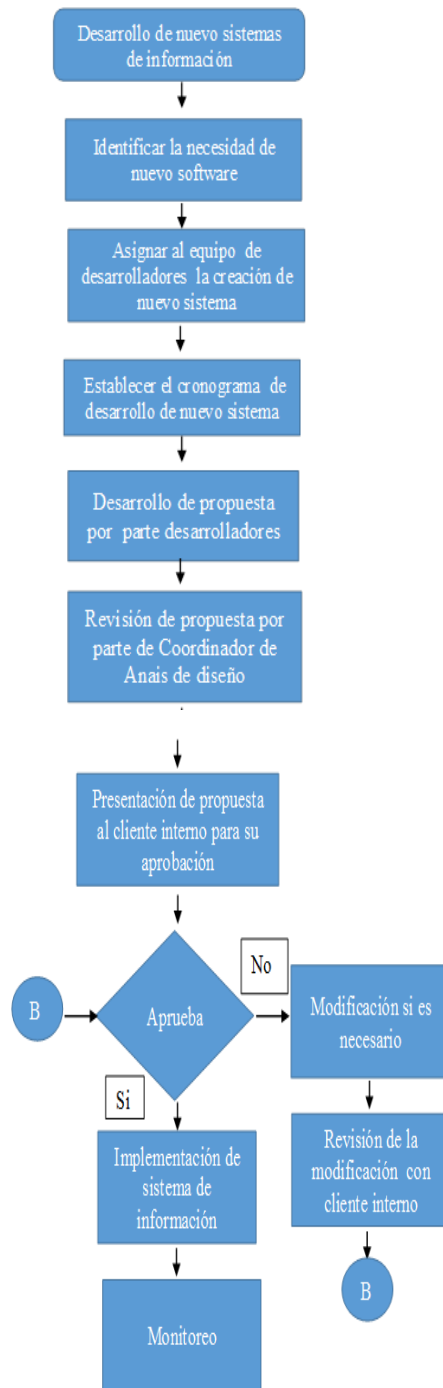 Desarrollo de nuevo sistemas
de información
Identificar la necesidad de
nuevo software
Asignar al equipo de
desarrolladores la creación de
nuevo sistema
Establecer el cronograma de
desarrollo de nuevo sistema
Desarrollo de propuesta
por parte desarrolladores
Revisión de propuesta por
parte de Coordinador de
Anais de diseño
Presentación de propuesta
al cliente interno para su
aprobación
No
B
Aprueba
Modificación si es
necesario
Si
Implementación de
sistema de
información
Revisión de la
modificación con
cliente interno
B
Monitoreo